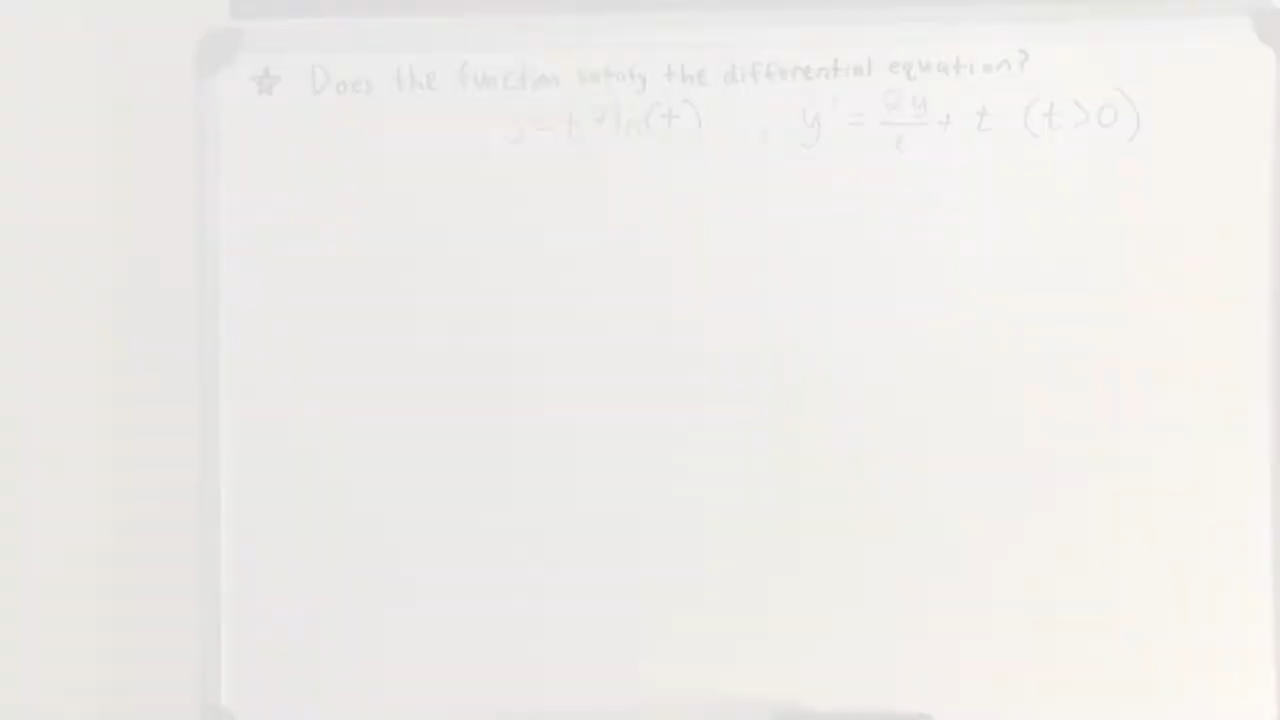 ☆ Does the function satisfy the differential equation?
y = t²ln(t) , y' = 2y/t + t (t>0)